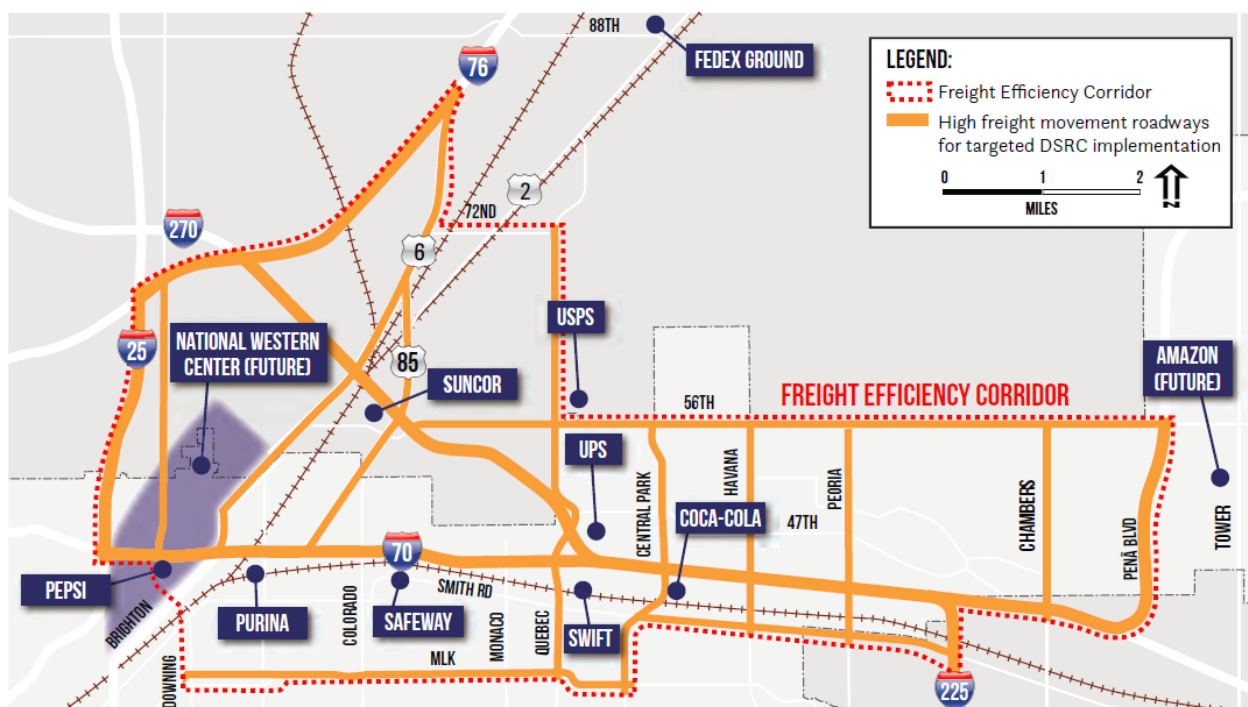 88TH
FEDEX GROUND
LEGEND:
Freight Efficiency Corridor
High freight movement roadways
for targeted DSRC implementation
0 1 2
MILES
N
76
2
72ND
270
6
25
NATIONAL WESTERN
CENTER (FUTURE)
85
SUNCOR
USPS
AMAZON
(FUTURE)
56TH
FREIGHT EFFICIENCY CORRIDOR
UPS
CENTRAL PARK
HAVANA
PEORIA
CHAMBERS
PENÃ BLVD
TOWER
COCA-COLA
47TH
70
PEPSI
BRIGHTON
PURINA
COLORADO
SAFEWAY
SMITH RD
MONACO
QUEBEC
SWIFT
MLK
DOWNING
225